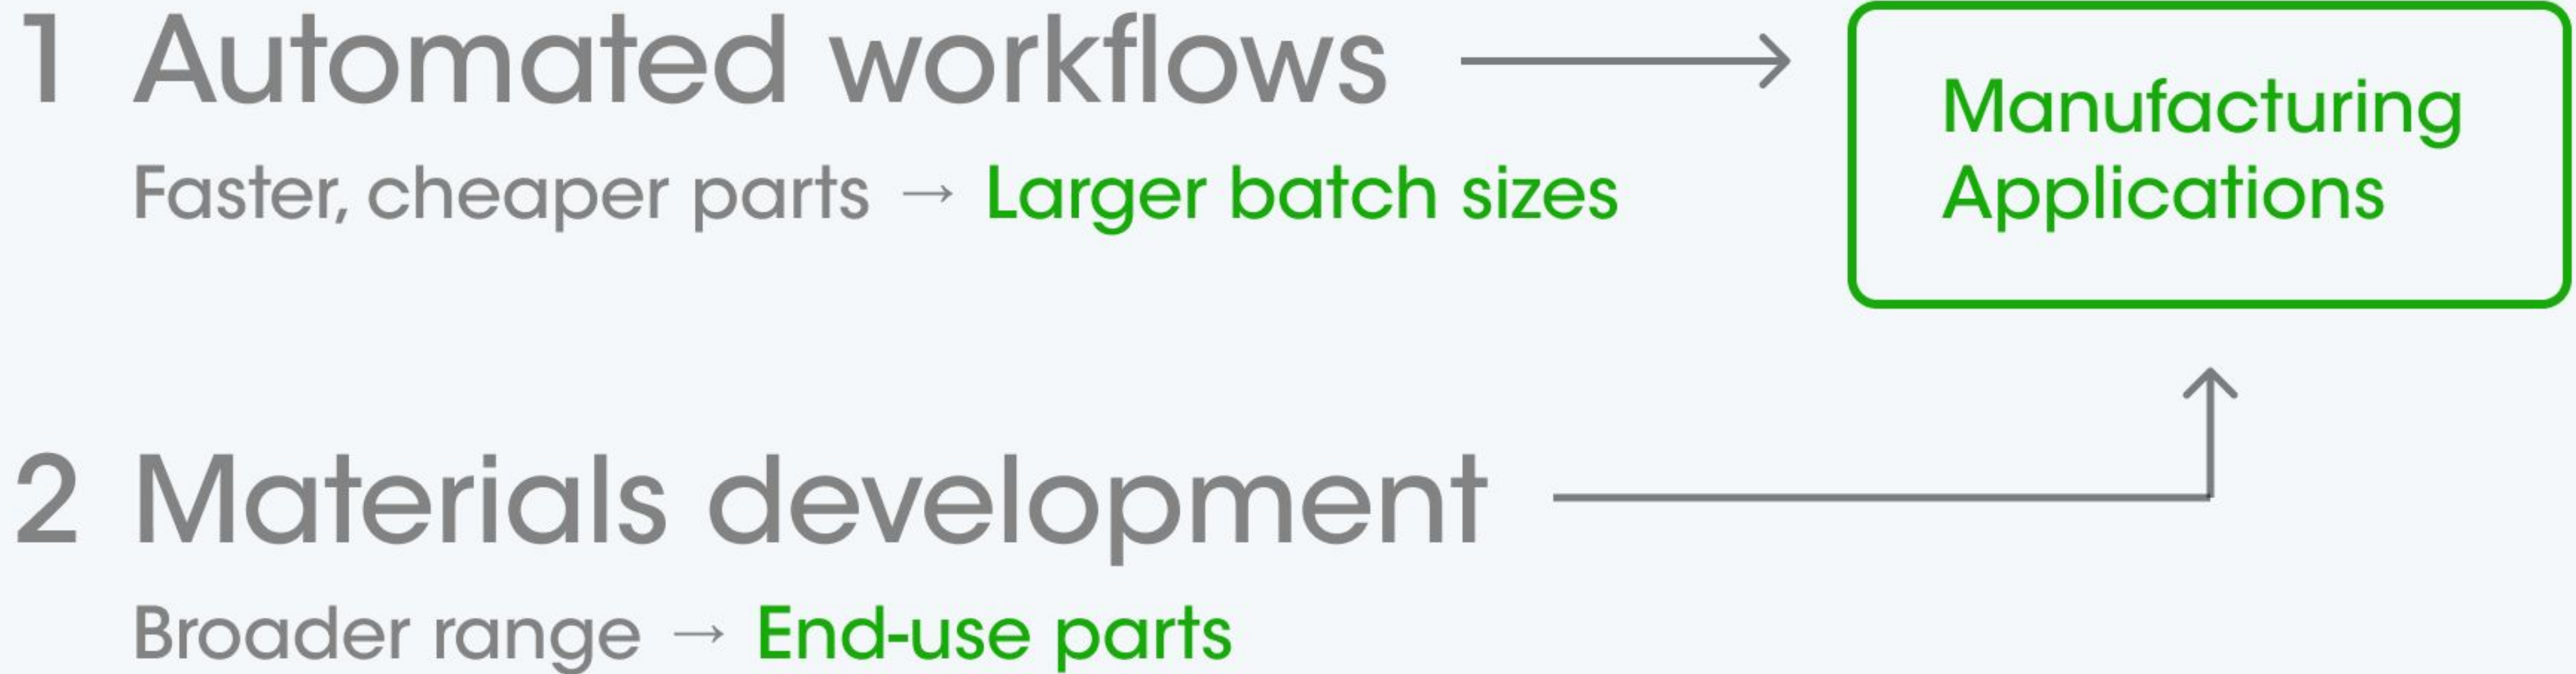 1 Automated workflows
Faster, cheaper parts → Larger batch sizes
Manufacturing
Applications
2 Materials development
Broader range → End-use parts